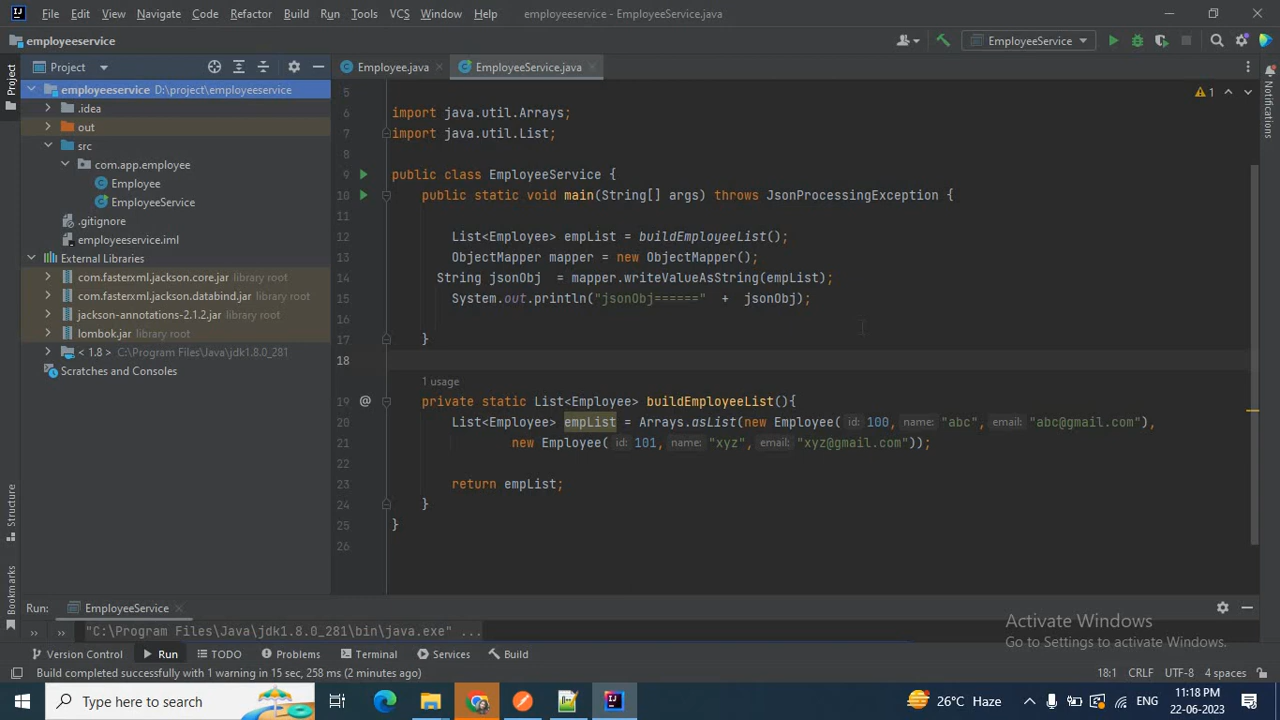 File Edit View Navigate Code Refactor Build Run Tools VCS Window Help employeeservice - EmployeeService.java
employeeservice
EmployeeService
Project
Employee.java
EmployeeService.java
Project
Notifications
Structure
Bookmarks
employeeservice D:\project\employeeservice
.idea
out
src
com.app.employee
Employee
EmployeeService
.gitignore
employeeservice.iml
External Libraries
com.fasterxml.jackson.core.jar library root
com.fasterxml.jackson.databind.jar library root
jackson-annotations-2.1.2.jar library root
lombok.jar library root
< 1.8 > C:\Program Files\Java\jdk1.8.0_281
Scratches and Consoles
1
5
6 import java.util.Arrays;
7 import java.util.List;
8
9 public class EmployeeService {
10 public static void main(String[] args) throws JsonProcessingException {
11
12 List<Employee> empList = buildEmployeeList();
13 ObjectMapper mapper = new ObjectMapper();
14 String jsonObj  = mapper.writeValueAsString(empList);
15 System.out.println("jsonObj======"  +  jsonObj);
16
17 }
18
1 usage
19 @ private static List<Employee> buildEmployeeList(){
20 List<Employee> empList = Arrays.asList(new Employee( id: 100, name: "abc", email: "abc@gmail.com"),
21 new Employee( id: 101, name: "xyz", email: "xyz@gmail.com"));
22
23 return empList;
24 }
25 }
26
Run: EmployeeService
"C:\Program Files\Java\jdk1.8.0_281\bin\java.exe" ...
Activate Windows
Go to Settings to activate Windows.
Version Control Run TODO Problems Terminal Services Build
Build completed successfully with 1 warning in 15 sec, 258 ms (2 minutes ago)
18:1 CRLF UTF-8 4 spaces
Type here to search
26°C Haze
ENG
11:18 PM
22-06-2023